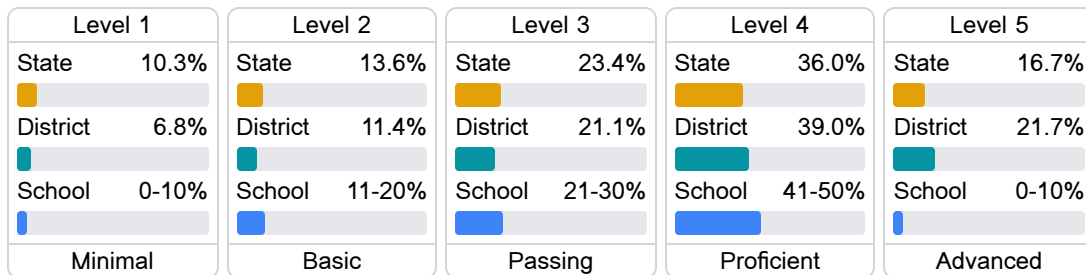 Level 1
State 10.3%
District 6.8%
School 0-10%
Minimal
Level 2
State 13.6%
District 11.4%
School 11-20%
Basic
Level 3
State 23.4%
District 21.1%
School 21-30%
Passing
Level 4
State 36.0%
District 39.0%
School 41-50%
Proficient
Level 5
State 16.7%
District 21.7%
School 0-10%
Advanced